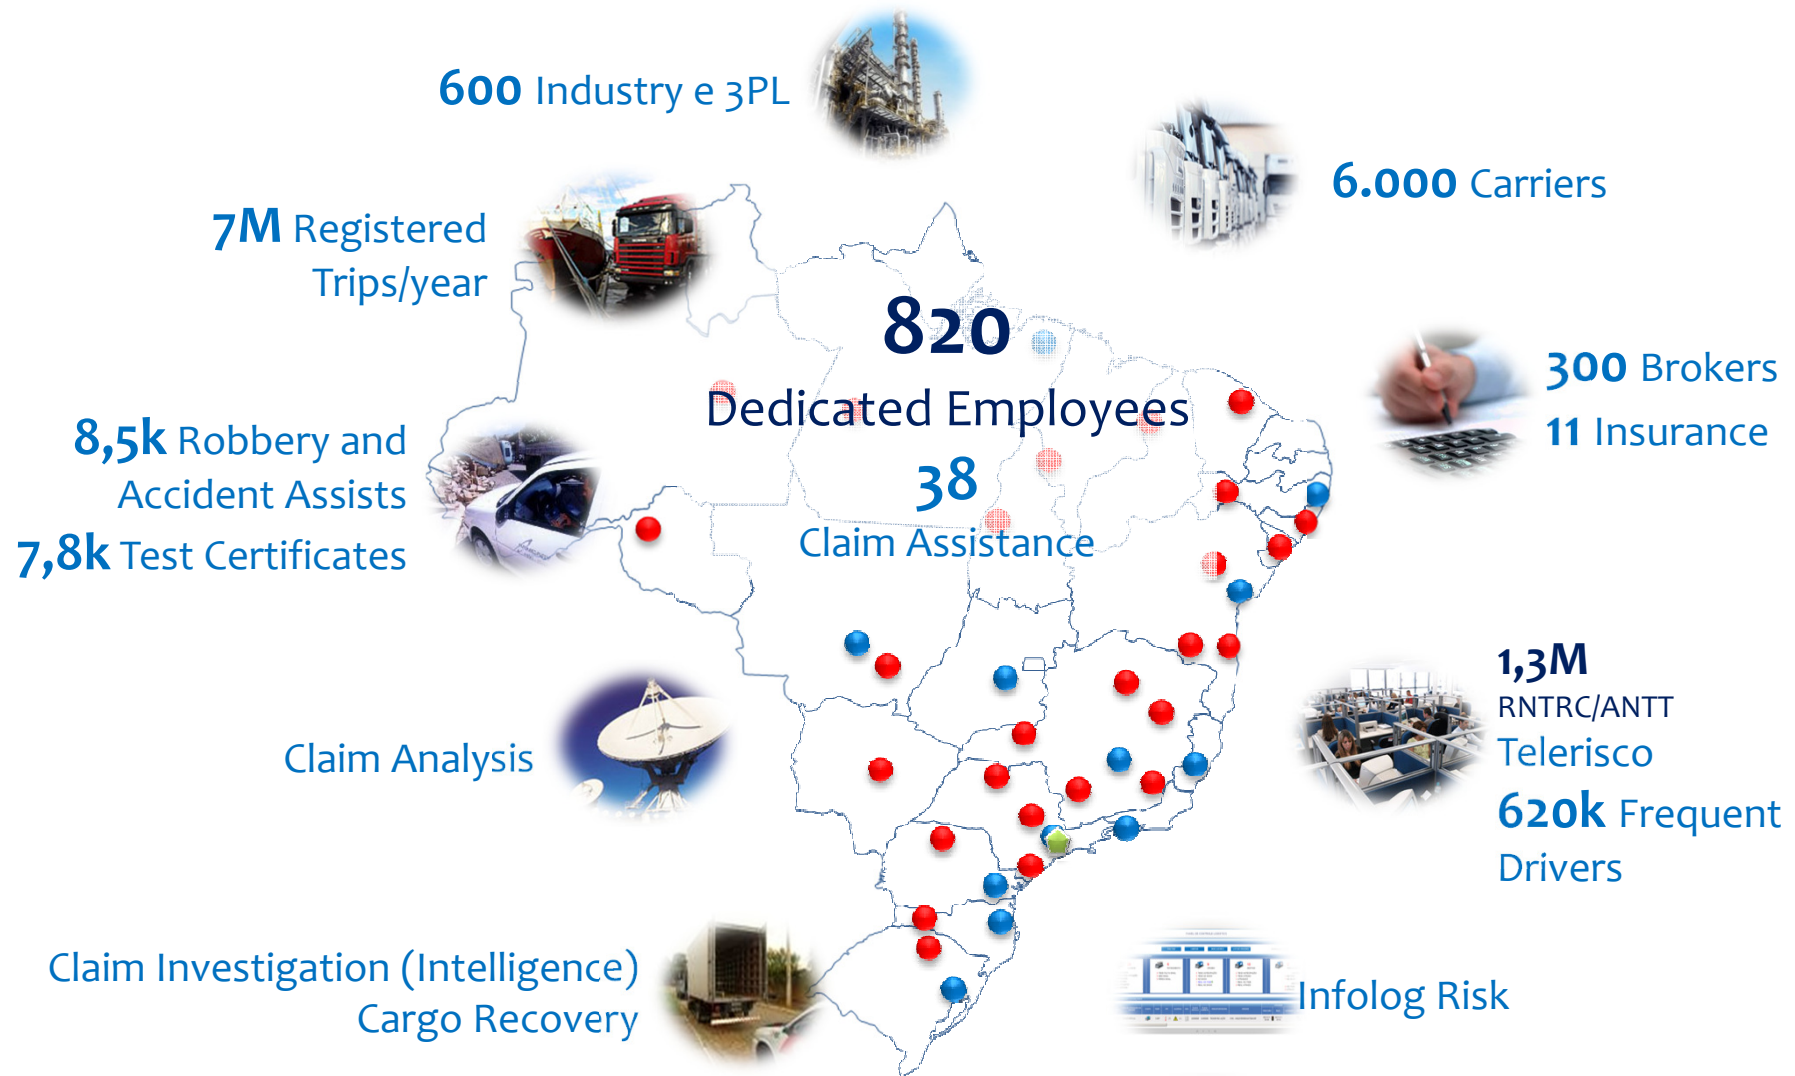 600 Industry e 3PL
6.000 Carriers
7M Registered
Trips/year
820
Dedicated Employees
38
Claim Assistance
300 Brokers
11 Insurance
8,5k Robbery and
Accident Assists
7,8k Test Certificates
1,3M
RNTRC/ANTT
Telerisco
620k Frequent
Drivers
Claim Analysis
Claim Investigation (Intelligence)
Cargo Recovery
Infolog Risk